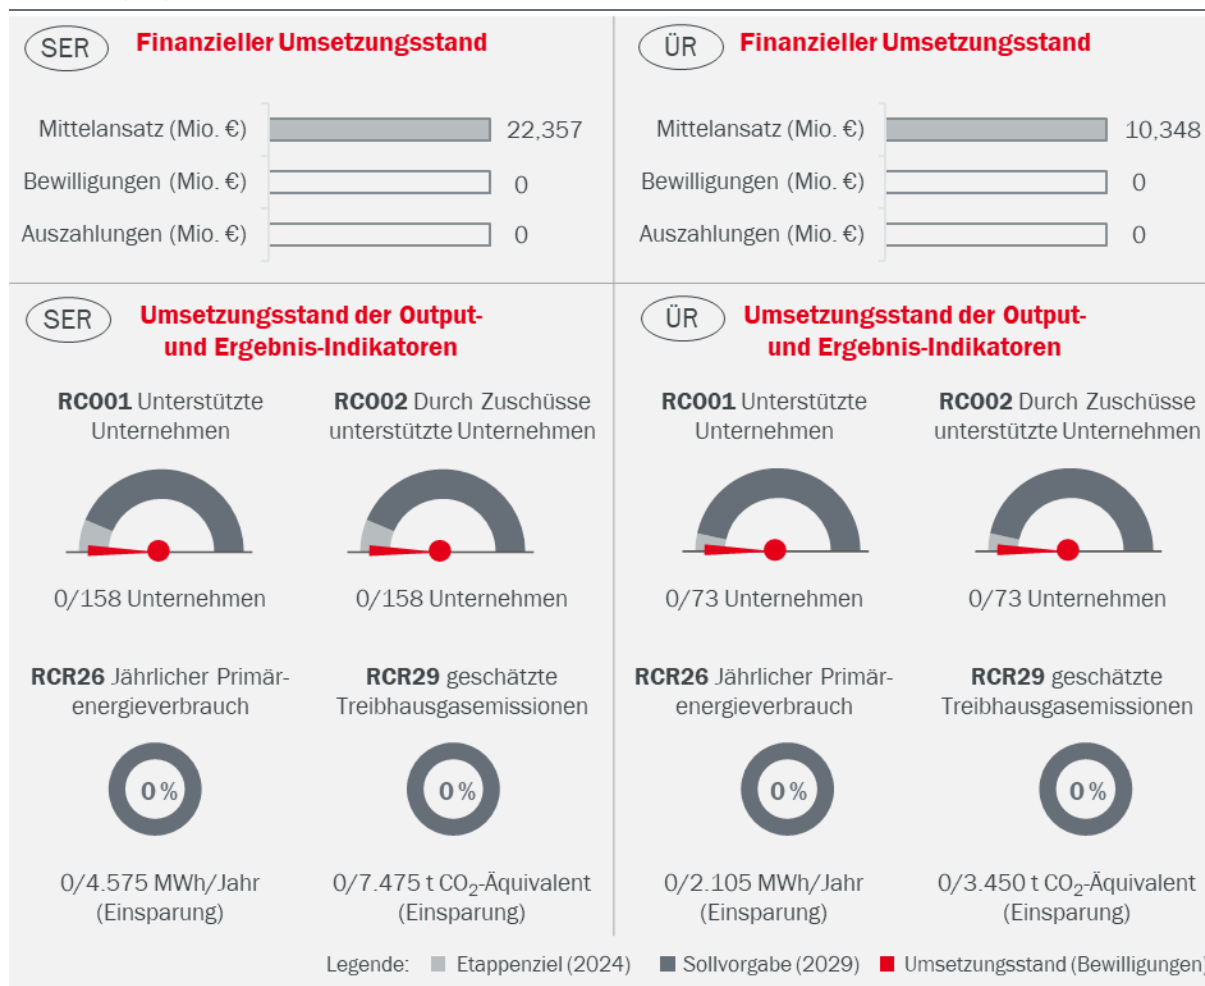 SER Finanzieller Umsetzungsstand
Mittelansatz (Mio. €) 22,357
Bewilligungen (Mio. €) 0
Auszahlungen (Mio. €) 0
ÜR Finanzieller Umsetzungsstand
Mittelansatz (Mio. €) 10,348
Bewilligungen (Mio. €) 0
Auszahlungen (Mio. €) 0
SER Umsetzungsstand der Output-
und Ergebnis-Indikatoren
RCO01 Unterstützte
Unternehmen
0/158 Unternehmen
RCO02 Durch Zuschüsse
unterstützte Unternehmen
0/158 Unternehmen
RCR26 Jährlicher Primär-
energieverbrauch
0 %
0/4.575 MWh/Jahr
(Einsparung)
RCR29 geschätzte
Treibhausgasemissionen
0 %
0/7.475 t CO₂-Äquivalent
(Einsparung)
ÜR Umsetzungsstand der Output-
und Ergebnis-Indikatoren
RCO01 Unterstützte
Unternehmen
0/73 Unternehmen
RCO02 Durch Zuschüsse
unterstützte Unternehmen
0/73 Unternehmen
RCR26 Jährlicher Primär-
energieverbrauch
0 %
0/2.105 MWh/Jahr
(Einsparung)
RCR29 geschätzte
Treibhausgasemissionen
0 %
0/3.450 t CO₂-Äquivalent
(Einsparung)
Legende: Etappenziel (2024) Sollvorgabe (2029) Umsetzungsstand (Bewilligungen)